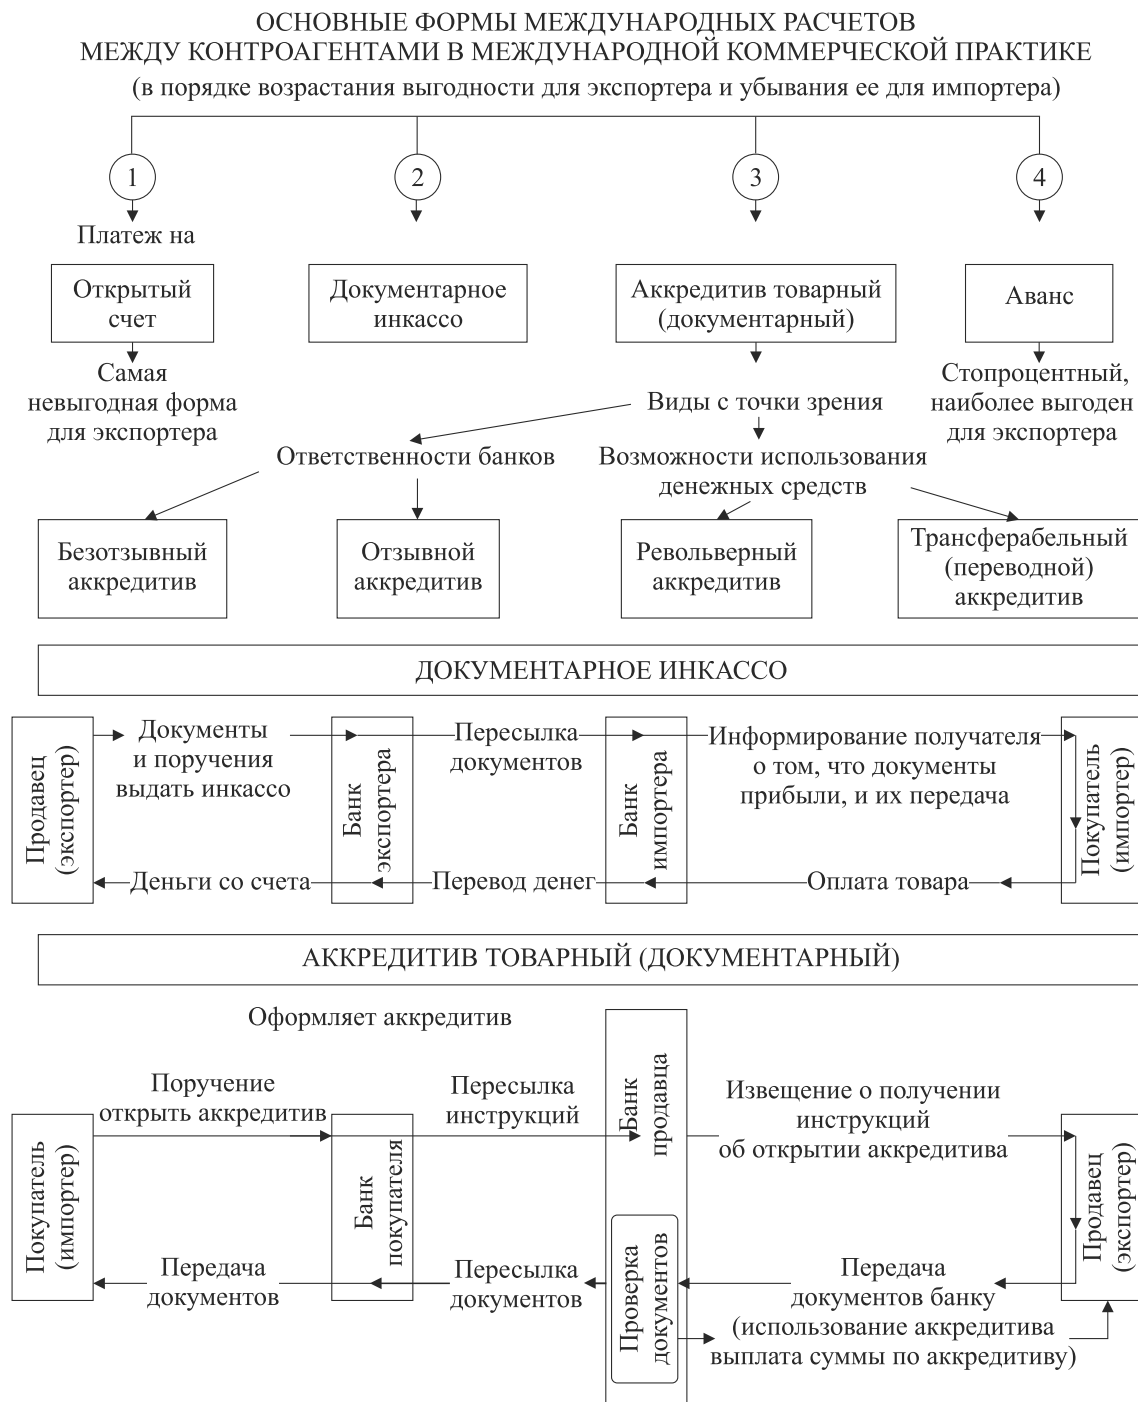 ОСНОВНЫЕ ФОРМЫ МЕЖДУНАРОДНЫХ РАСЧЕТОВ
МЕЖДУ КОНТРОАГЕНТАМИ В МЕЖДУНАРОДНОЙ КОММЕРЧЕСКОЙ ПРАКТИКЕ
(в порядке возрастания выгодности для экспортера и убывания ее для импортера)
1
2
3
4
Платеж на
Открытый
счет
Документарное
инкассо
Аккредитив товарный
(документарный)
Аванс
Самая
невыгодная форма
для экспортера
Стопроцентный,
наиболее выгоден
для экспортера
Виды с точки зрения
Ответственности банков
Возможности использования
денежных средств
Безотзывный
аккредитив
Отзывной
аккредитив
Револьверный
аккредитив
Трансферабельный
(переводной)
аккредитив
ДОКУМЕНТАРНОЕ ИНКАССО
Продавец
(экспортер)
Документы
и поручения
выдать инкассо
Банк
экспортера
Пересылка
документов
Банк
импортера
Информирование получателя
о том, что документы
прибыли, и их передача
Покупатель
(импортер)
Деньги со счета
Перевод денег
Оплата товара
АККРЕДИТИВ ТОВАРНЫЙ (ДОКУМЕНТАРНЫЙ)
Оформляет аккредитив
Покупатель
(импортер)
Поручение
открыть аккредитив
Банк
покупателя
Пересылка
инструкций
Банк
продавца
Извещение о получении
инструкций
об открытии аккредитива
Продавец
(экспортер)
Передача
документов
Пересылка
документов
Проверка
документов
Передача
документов банку
(использование аккредитива
выплата суммы по аккредитиву)